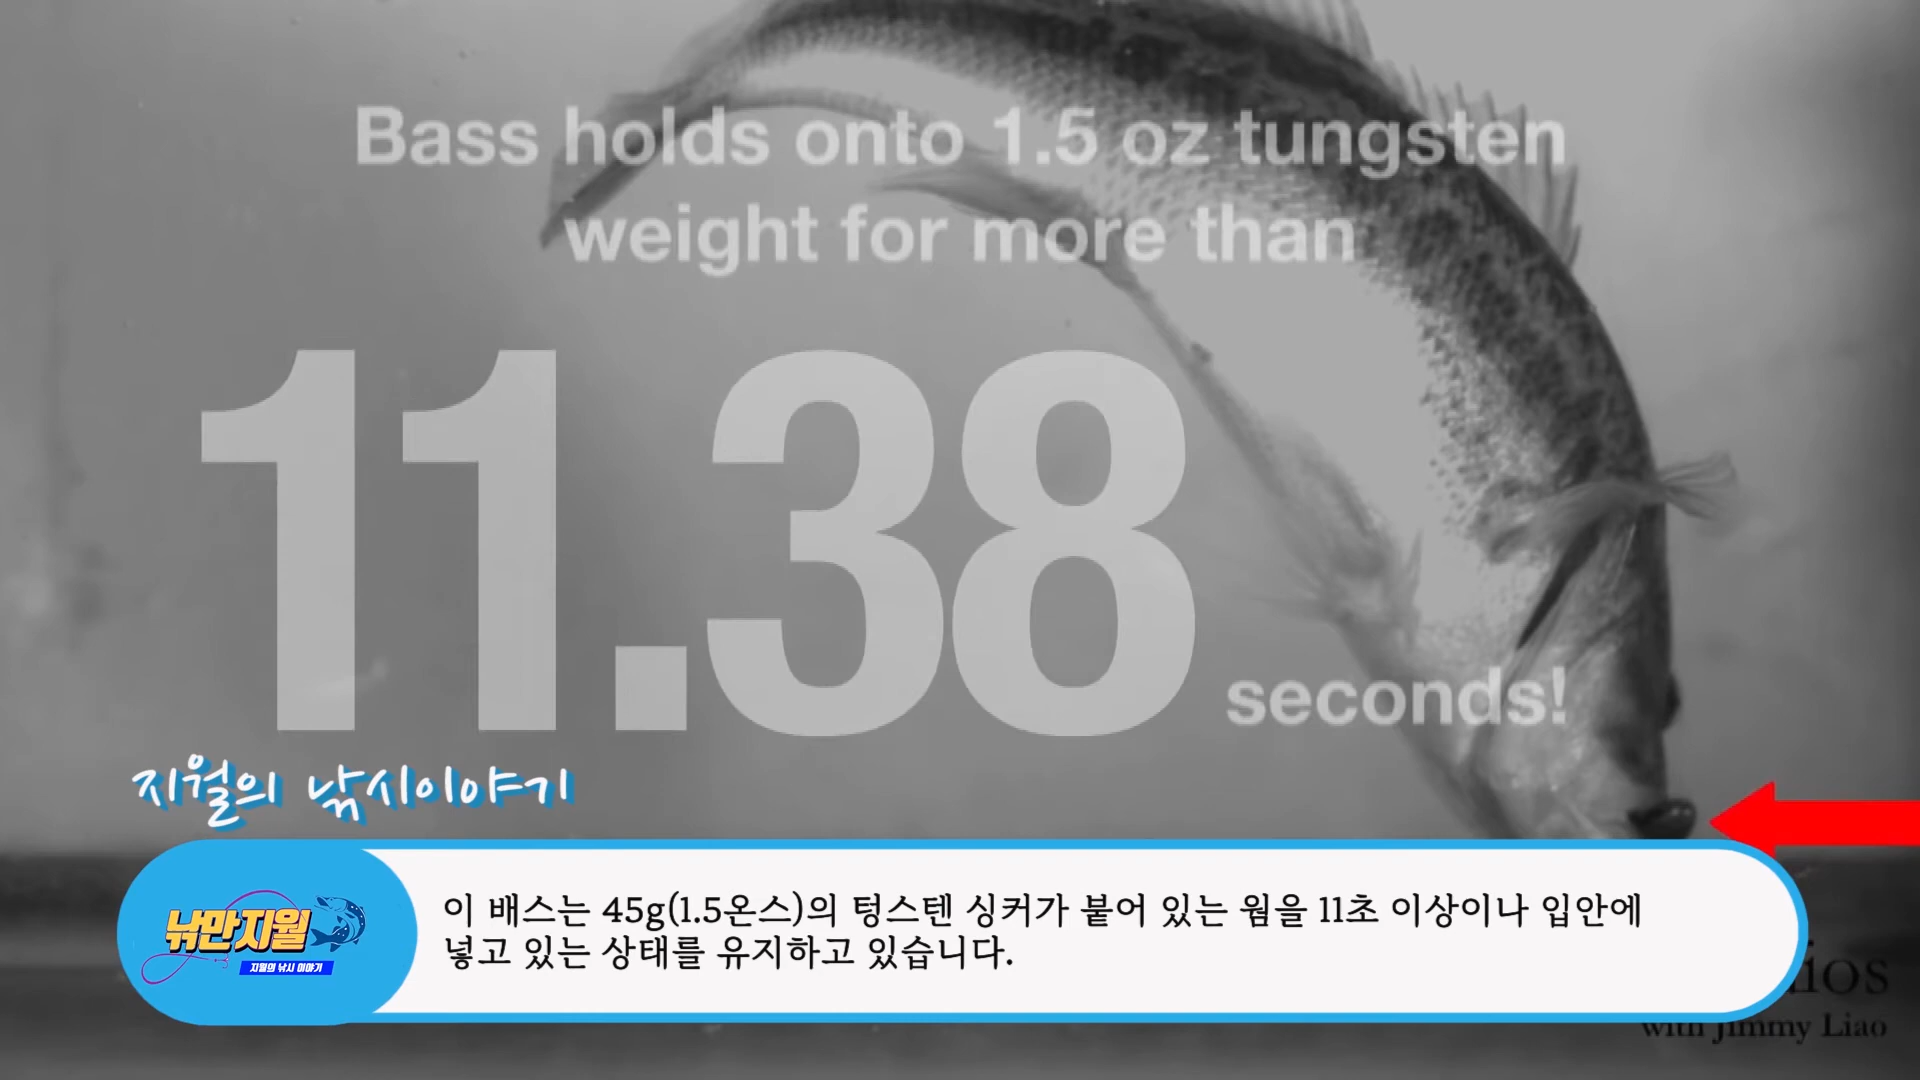 Bass holds onto 1.5 oz tungsten
weight for more than
11.38 seconds!
지월의 낚시이야기
낚만지월
지월의 낚시 이야기
이 배스는 45g(1.5온스)의 텅스텐 싱커가 붙어 있는 웜을 11초 이상이나 입안에
넣고 있는 상태를 유지하고 있습니다.
with Jimmy Liao